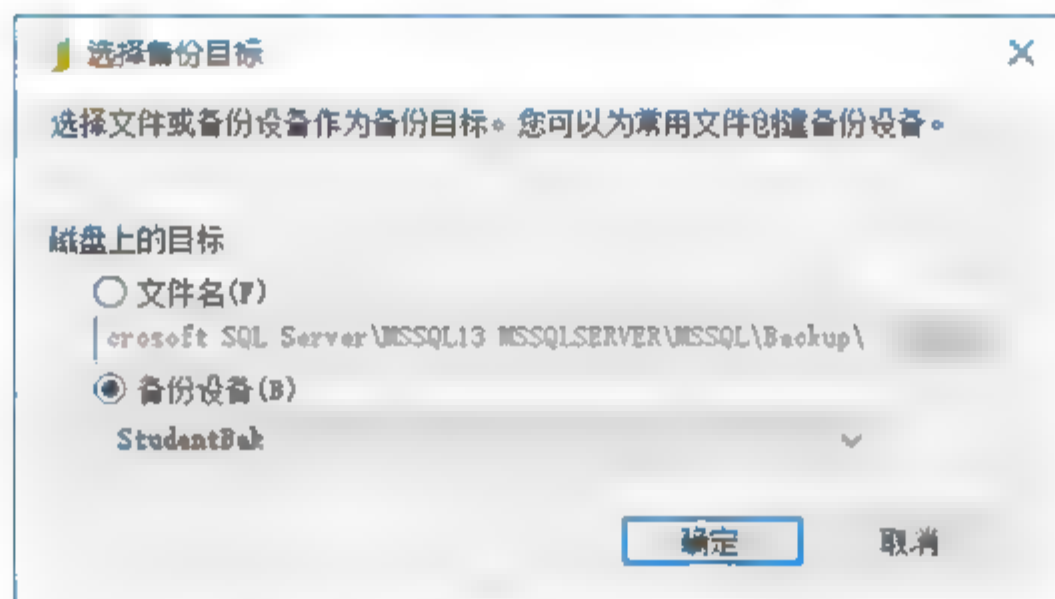 选择备份目标
选择文件或备份设备作为备份目标。您可以为常用文件创建备份设备。
磁盘上的目标
文件名(F)
crosoft SQL Server\MSSQL13 MSSQLSERVER\MSSQL\Backup\
备份设备(B)
StudentBak
确定
取消